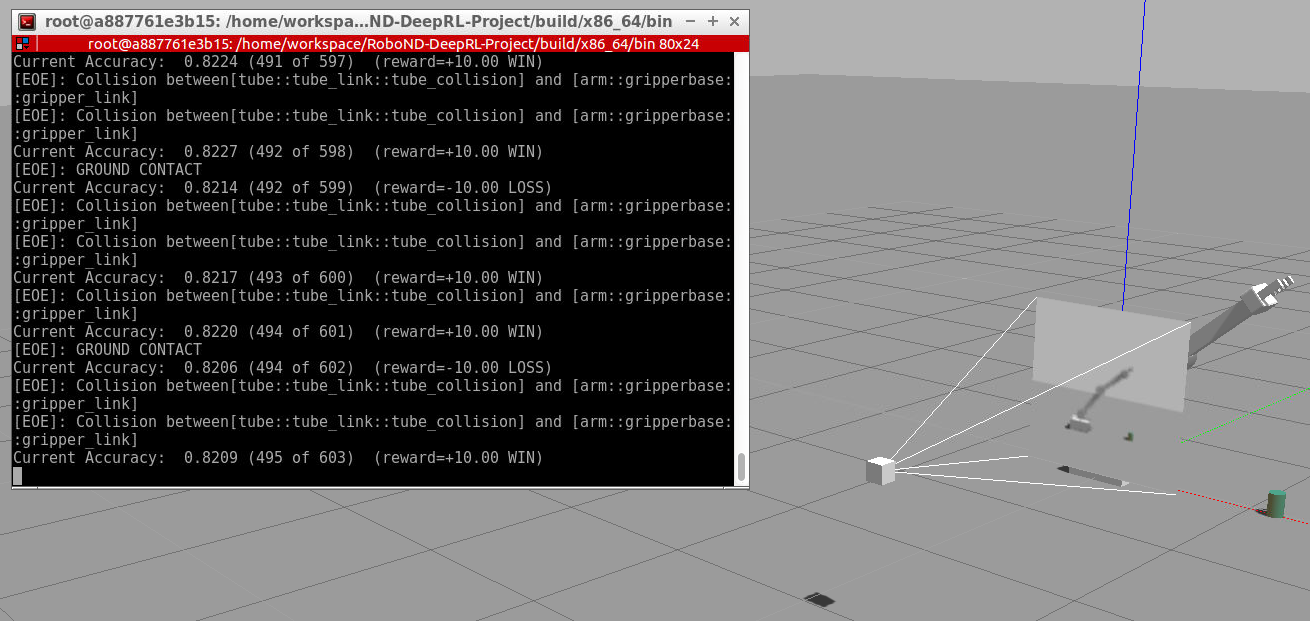 root@a887761e3b15: /home/workspa...ND-DeepRL-Project/build/x86_64/bin
root@a887761e3b15: /home/workspace/RoboND-DeepRL-Project/build/x86_64/bin 80x24
Current Accuracy:  0.8224 (491 of 597)  (reward=+10.00 WIN)
[EOE]: Collision between[tube::tube_link::tube_collision] and [arm::gripperbase:
:gripper_link]
[EOE]: Collision between[tube::tube_link::tube_collision] and [arm::gripperbase:
:gripper_link]
Current Accuracy:  0.8227 (492 of 598)  (reward=+10.00 WIN)
[EOE]: GROUND CONTACT
Current Accuracy:  0.8214 (492 of 599)  (reward=-10.00 LOSS)
[EOE]: Collision between[tube::tube_link::tube_collision] and [arm::gripperbase:
:gripper_link]
[EOE]: Collision between[tube::tube_link::tube_collision] and [arm::gripperbase:
:gripper_link]
Current Accuracy:  0.8217 (493 of 600)  (reward=+10.00 WIN)
[EOE]: Collision between[tube::tube_link::tube_collision] and [arm::gripperbase:
:gripper_link]
Current Accuracy:  0.8220 (494 of 601)  (reward=+10.00 WIN)
[EOE]: GROUND CONTACT
Current Accuracy:  0.8206 (494 of 602)  (reward=-10.00 LOSS)
[EOE]: Collision between[tube::tube_link::tube_collision] and [arm::gripperbase:
:gripper_link]
[EOE]: Collision between[tube::tube_link::tube_collision] and [arm::gripperbase:
:gripper_link]
Current Accuracy:  0.8209 (495 of 603)  (reward=+10.00 WIN)